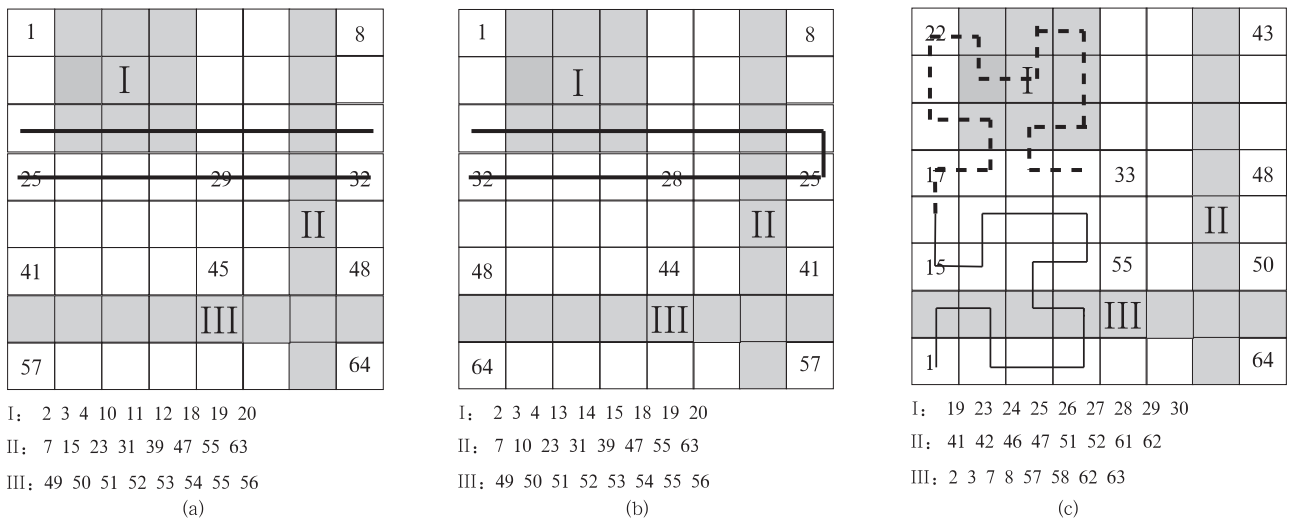 1 8
I
25 29 32
II
41 45 48
III
57 64
I： 2 3 4 10 11 12 18 19 20
II： 7 15 23 31 39 47 55 63
III： 49 50 51 52 53 54 55 56
(a)
1 8
I
32 28 25
II
48 44 41
III
64 57
I： 2 3 4 13 14 15 18 19 20
II： 7 10 23 31 39 47 55 63
III： 49 50 51 52 53 54 55 56
(b)
22 43
I
17 33 48
II
15 55 50
III
1 64
I： 19 23 24 25 26 27 28 29 30
II： 41 42 46 47 51 52 61 62
III： 2 3 7 8 57 58 62 63
(c)